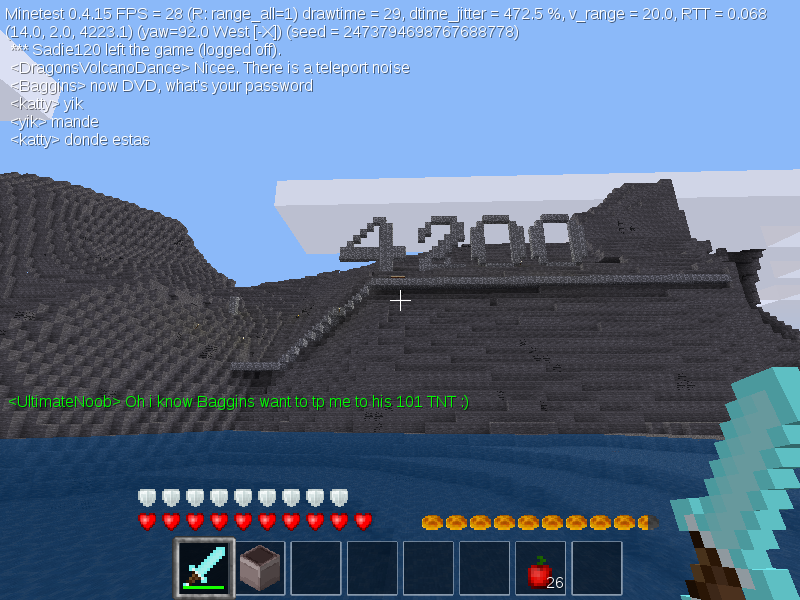 Minetest 0.4.15 FPS = 28 (R: range_all=1) drawtime = 29, dtime_jitter = 472.5 %, v_range = 20.0, RTT = 0.068
(14.0, 2.0, 4223.1) (yaw=92.0 West [-X]) (seed = 2473794698767688778)
*** Sadie120 left the game (logged off).
<DragonsVolcanoDance> Nicee. There is a teleport noise
<Baggins> now DVD, what's your password
<katty> yik
<yik> mande
<katty> donde estas
4200
<UltimateNoob> Oh i know Baggins want to tp me to his 101 TNT :)
26